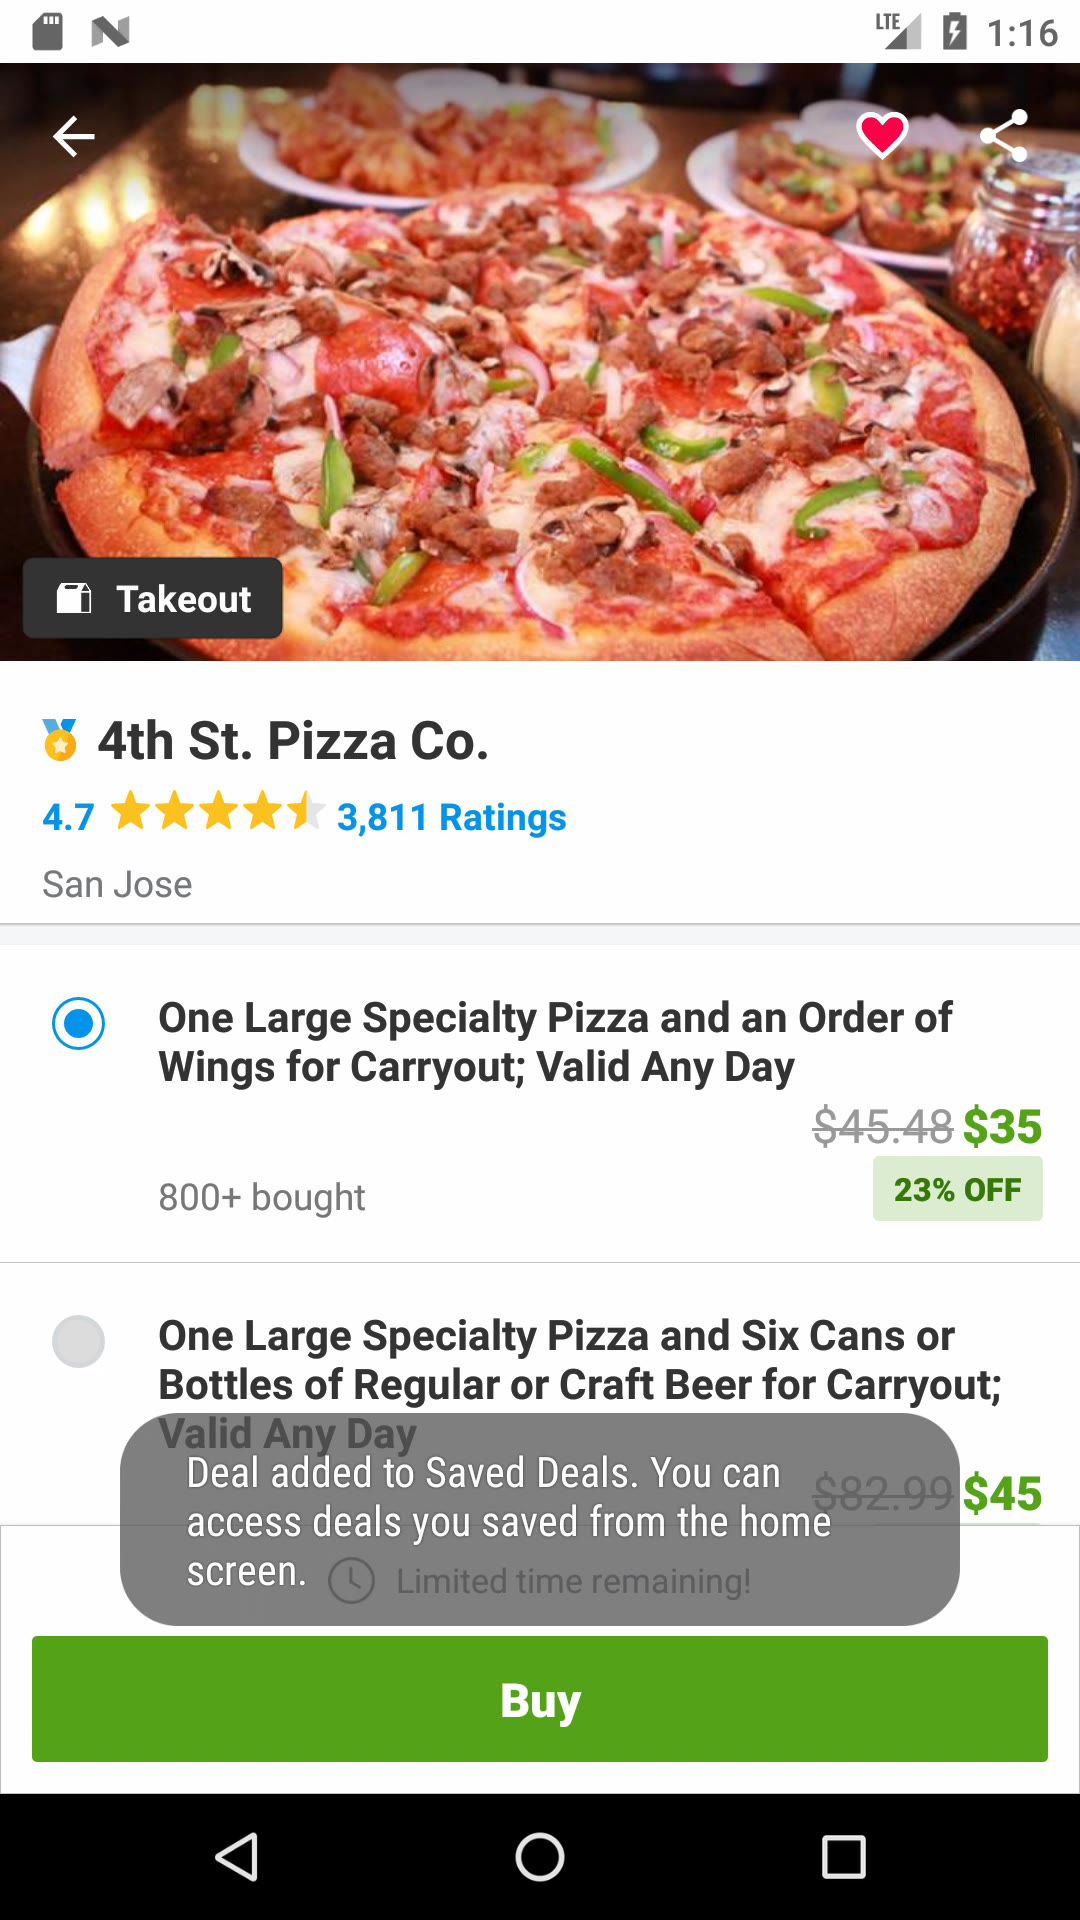 LTE 1:16
Takeout
4th St. Pizza Co.
4.7 3,811 Ratings
San Jose
One Large Specialty Pizza and an Order of
Wings for Carryout; Valid Any Day
$45.48 $35
800+ bought
23% OFF
One Large Specialty Pizza and Six Cans or
Bottles of Regular or Craft Beer for Carryout;
Valid Any Day
$82.99 $45
Deal added to Saved Deals. You can
access deals you saved from the home
screen.
Limited time remaining!
Buy